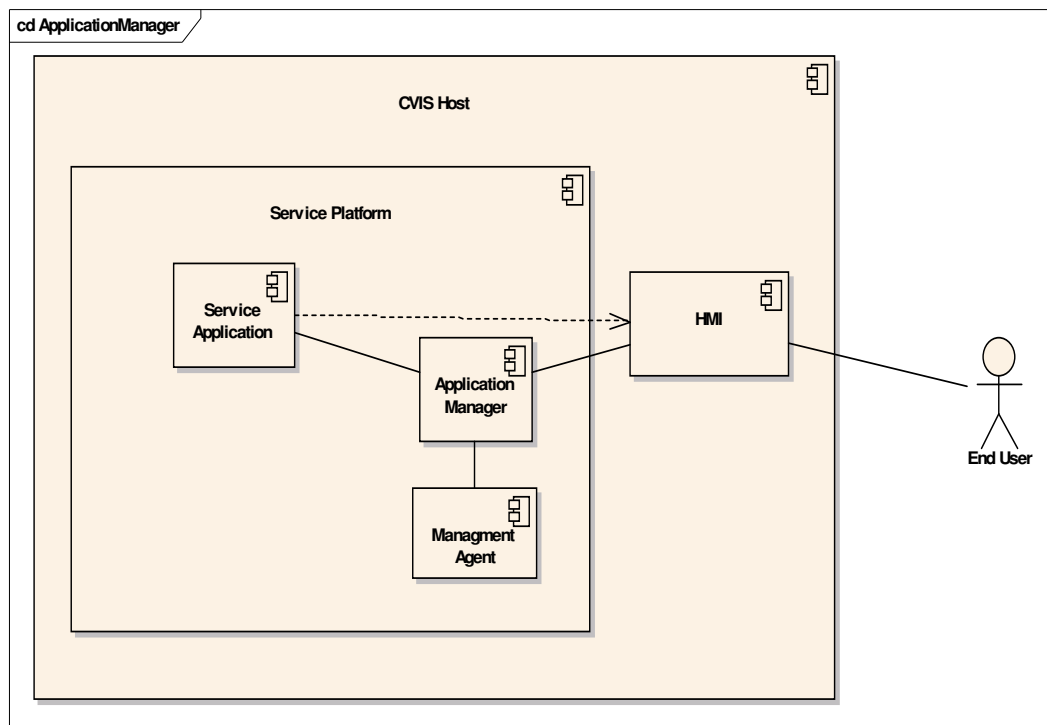 cd ApplicationManager
CVIS Host
Service Platform
Service
Application
HMI
Application
Manager
Managment
Agent
End User